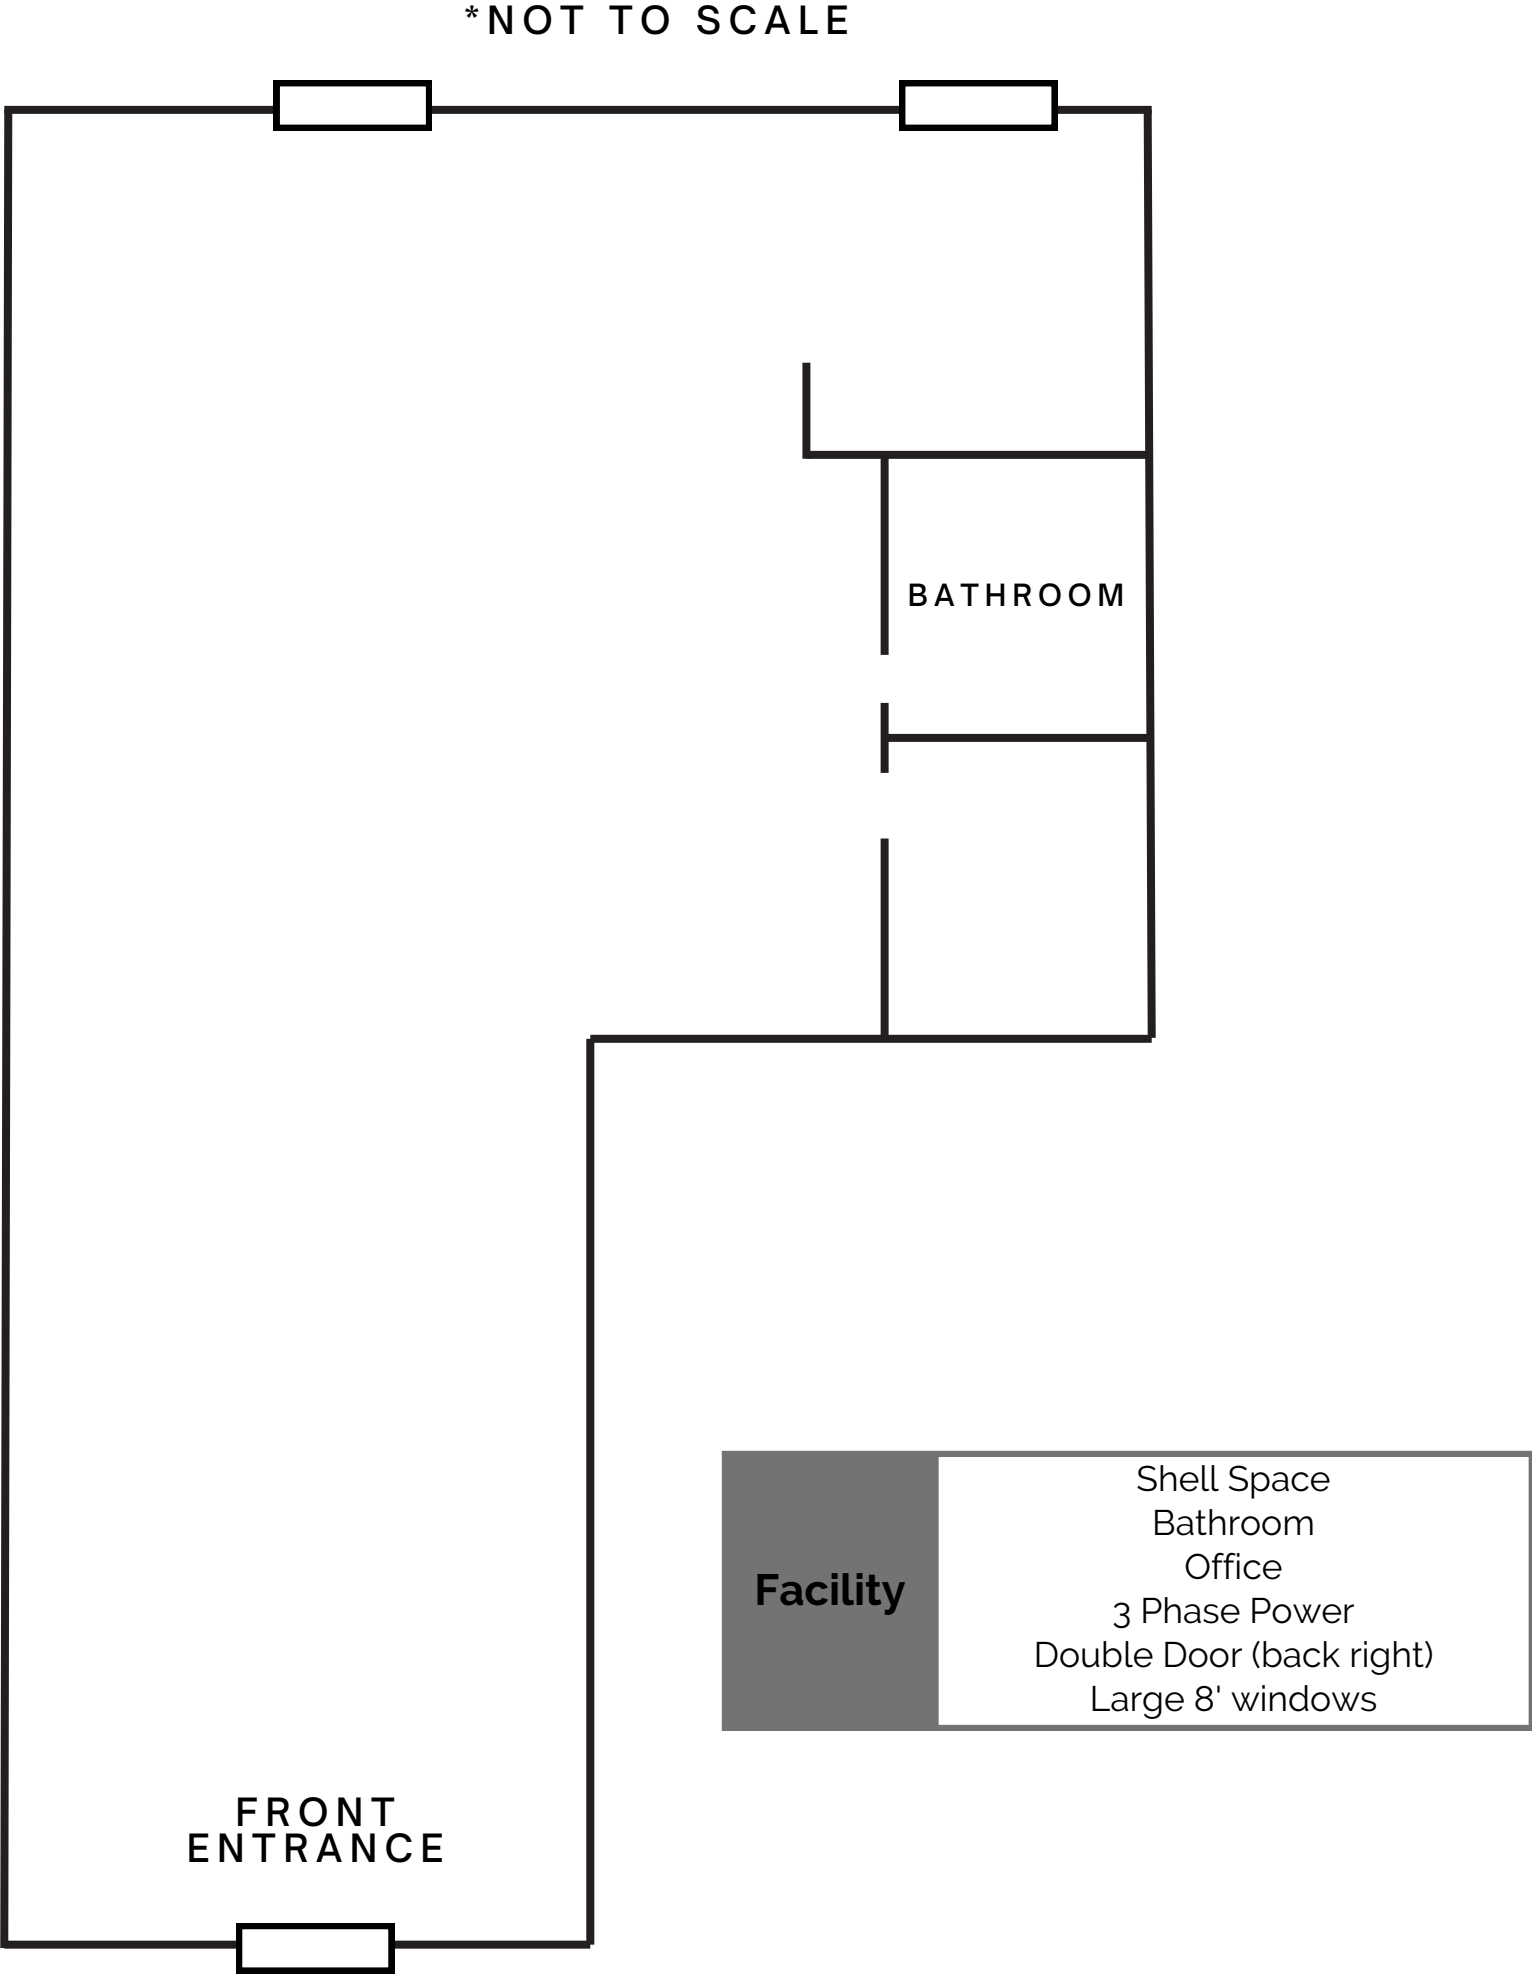 *NOT TO SCALE
BATHROOM
Facility
Shell Space
Bathroom
Office
3 Phase Power
Double Door (back right)
Large 8' windows
FRONT
ENTRANCE